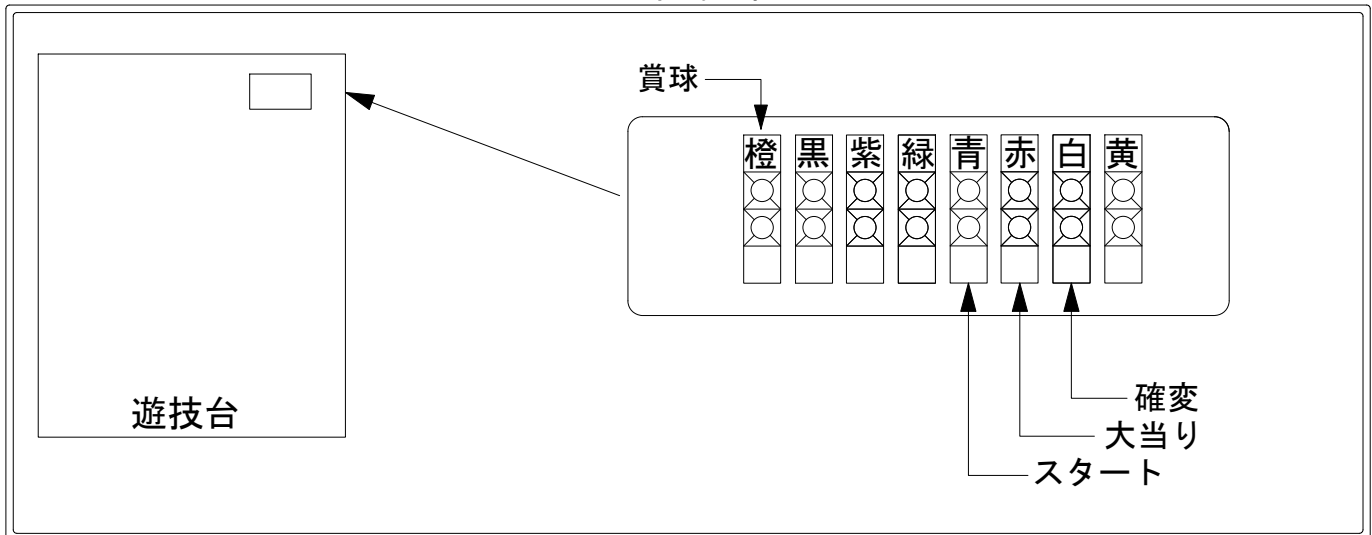 賞球
橙 黒 紫 緑 青 赤 白 黄
確変
大当り
スタート
遊技台